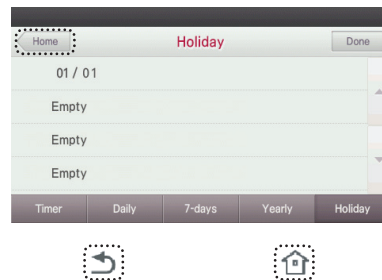 Home Holiday Done
01 / 01
Empty
Empty
Empty
Timer Daily 7-days Yearly Holiday